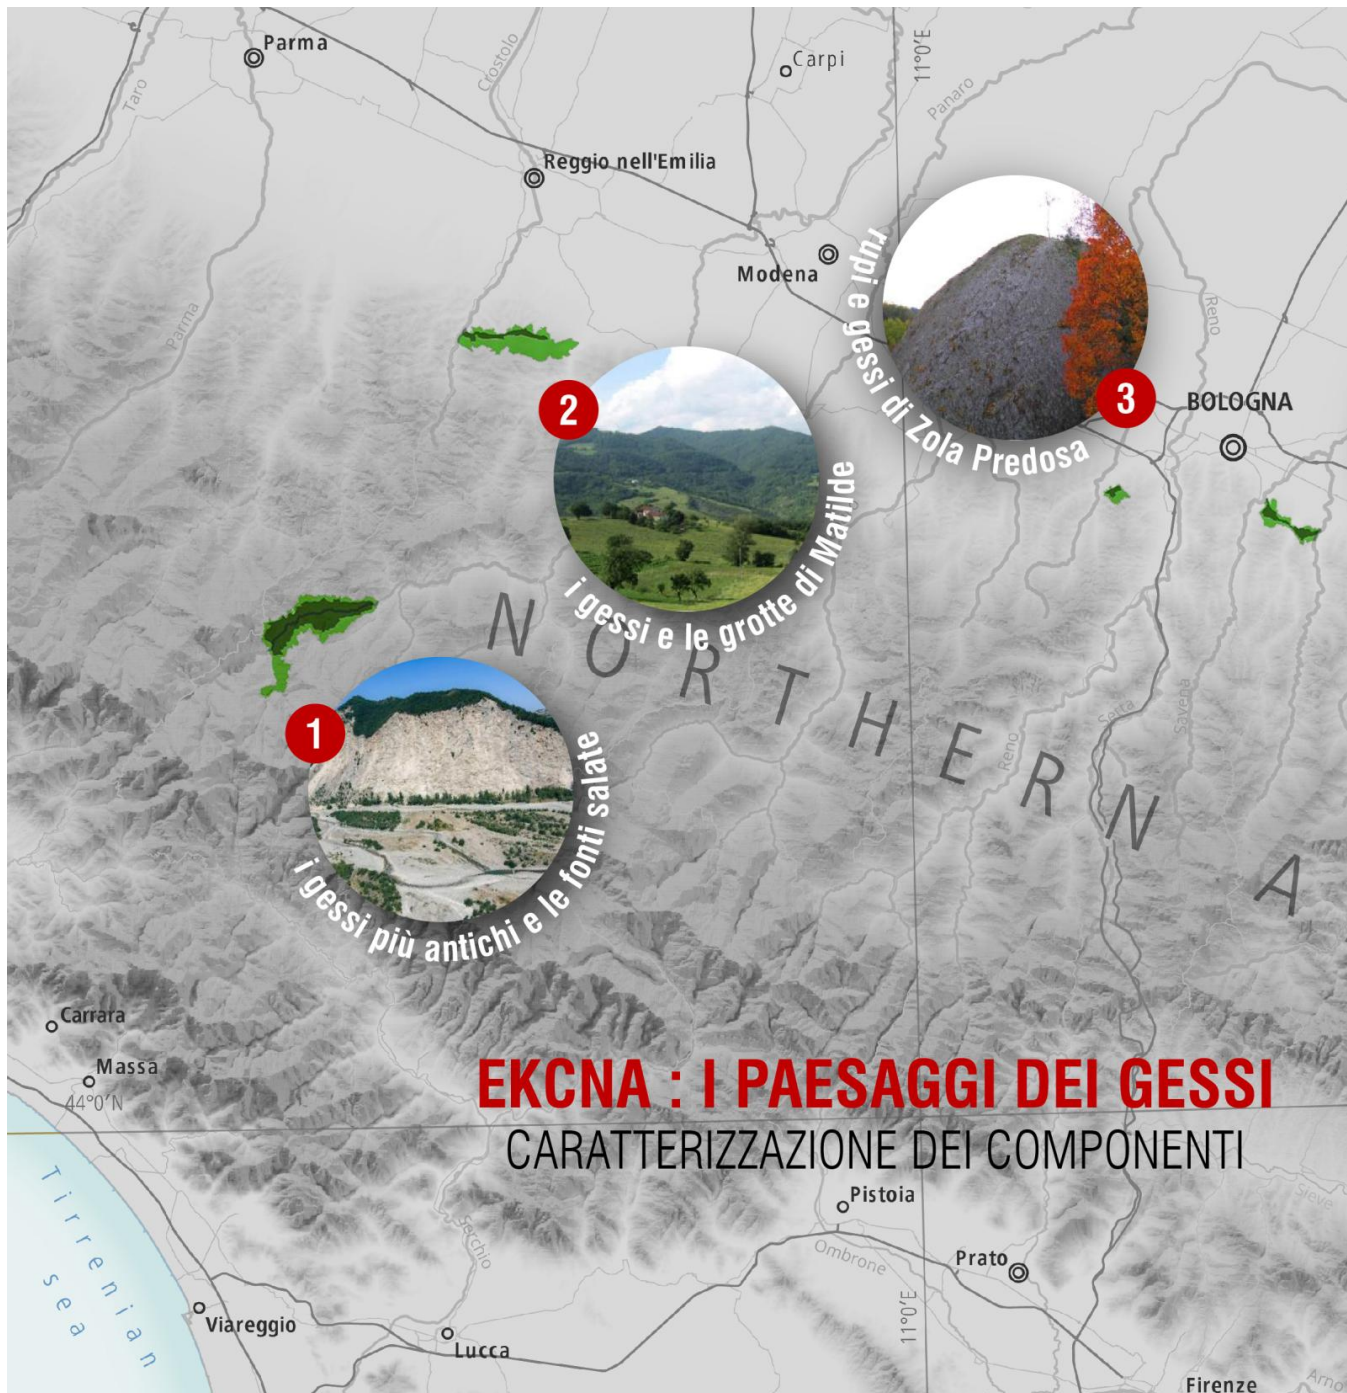 Parma
Carpi
11°0'E
Crostolo
Taro
Panaro
Reggio nell'Emilia
Modena
Reno
Parma
rupi e gessi di Zola Predosa
3
BOLOGNA
2
i gessi e le grotte di Matilde
NORTHERN A
1
i gessi più antichi e le fonti salate
Reno
Setta
Savena
Carrara
Massa
44°0'N
EKCNA : I PAESAGGI DEI GESSI
CARATTERIZZAZIONE DEI COMPONENTI
Tirrenian
sea
Pistoia
Sieve
Serchio
Ombrone
Prato
11°0'E
Viareggio
Lucca
Firenze
Arno